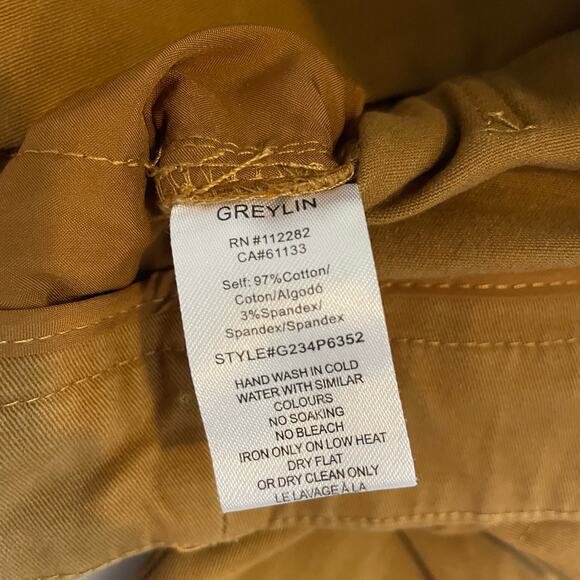 GREYLIN
RN #112282
CA#61133
Self: 97%Cotton/
Coton/Algodó
3%Spandex/
Spandex/Spandex
STYLE#G234P6352
HAND WASH IN COLD
WATER WITH SIMILAR
COLOURS
NO SOAKING
NO BLEACH
IRON ONLY ON LOW HEAT
DRY FLAT
OR DRY CLEAN ONLY
LE LAVAGE À LA